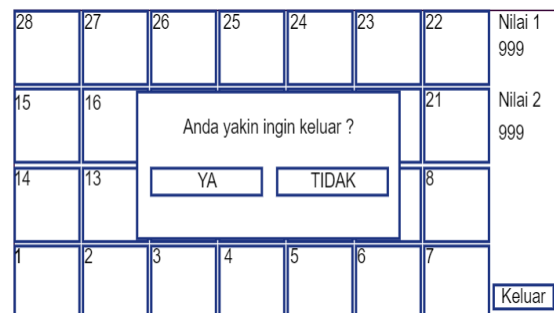 28 27 26 25 24 23 22 Nilai 1
999
15 16 21 Nilai 2
999
Anda yakin ingin keluar ?
YA TIDAK
14 13 8
1 2 3 4 5 6 7
Keluar